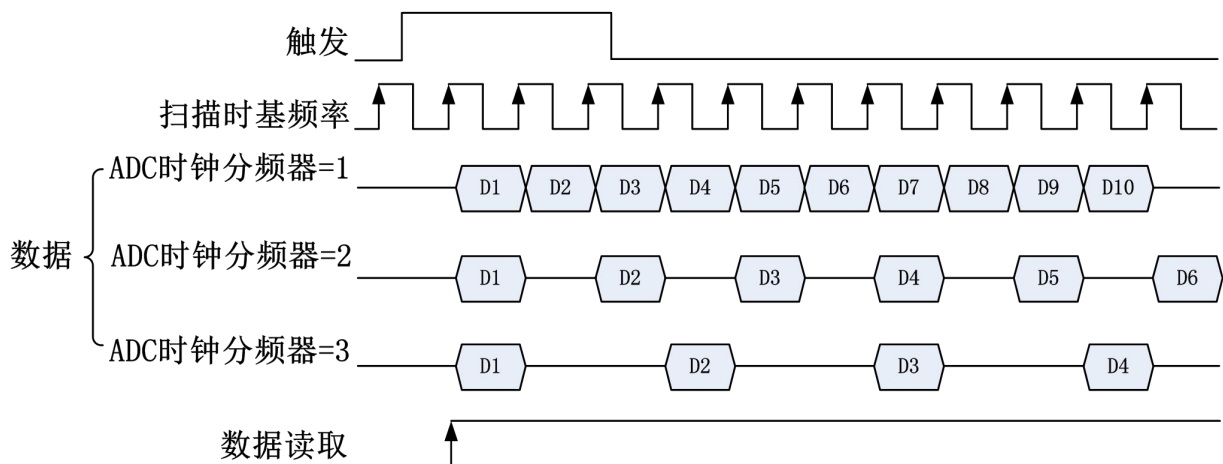 触发
扫描时基频率
ADC时钟分频器=1
D1 D2 D3 D4 D5 D6 D7 D8 D9 D10
数据
ADC时钟分频器=2
D1 D2 D3 D4 D5 D6
ADC时钟分频器=3
D1 D2 D3 D4
数据读取